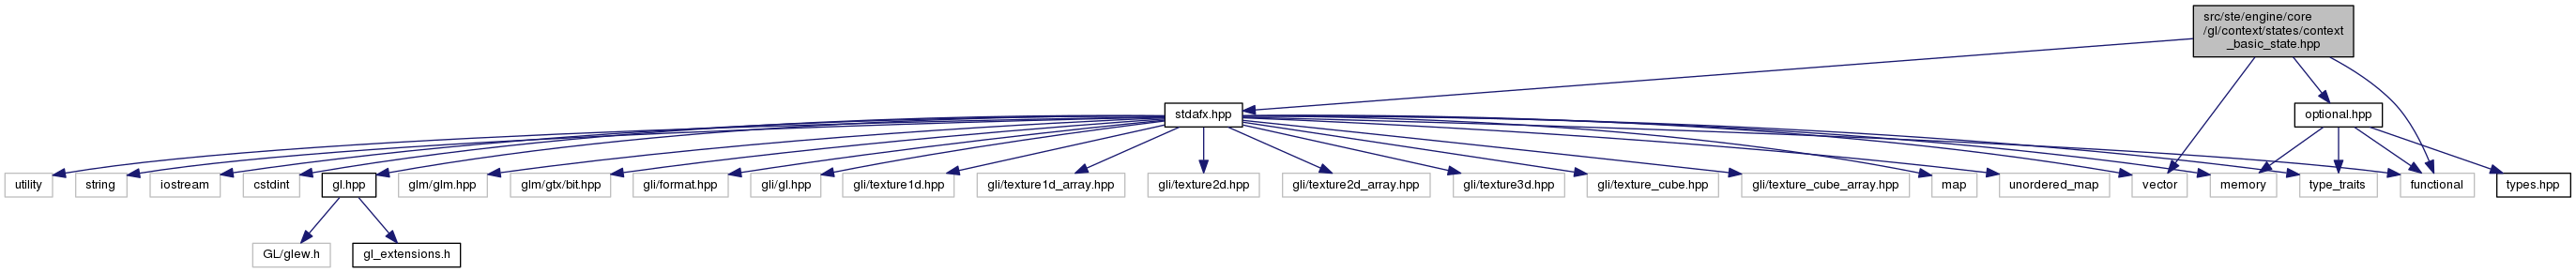 src/ste/engine/core
/gl/context/states/context
_basic_state.hpp
stdafx.hpp
optional.hpp
utility
string
iostream
cstdint
gl.hpp
glm/glm.hpp
glm/gtx/bit.hpp
gli/format.hpp
gli/gl.hpp
gli/texture1d.hpp
gli/texture1d_array.hpp
gli/texture2d.hpp
gli/texture2d_array.hpp
gli/texture3d.hpp
gli/texture_cube.hpp
gli/texture_cube_array.hpp
map
unordered_map
vector
memory
type_traits
functional
types.hpp
GL/glew.h
gl_extensions.h